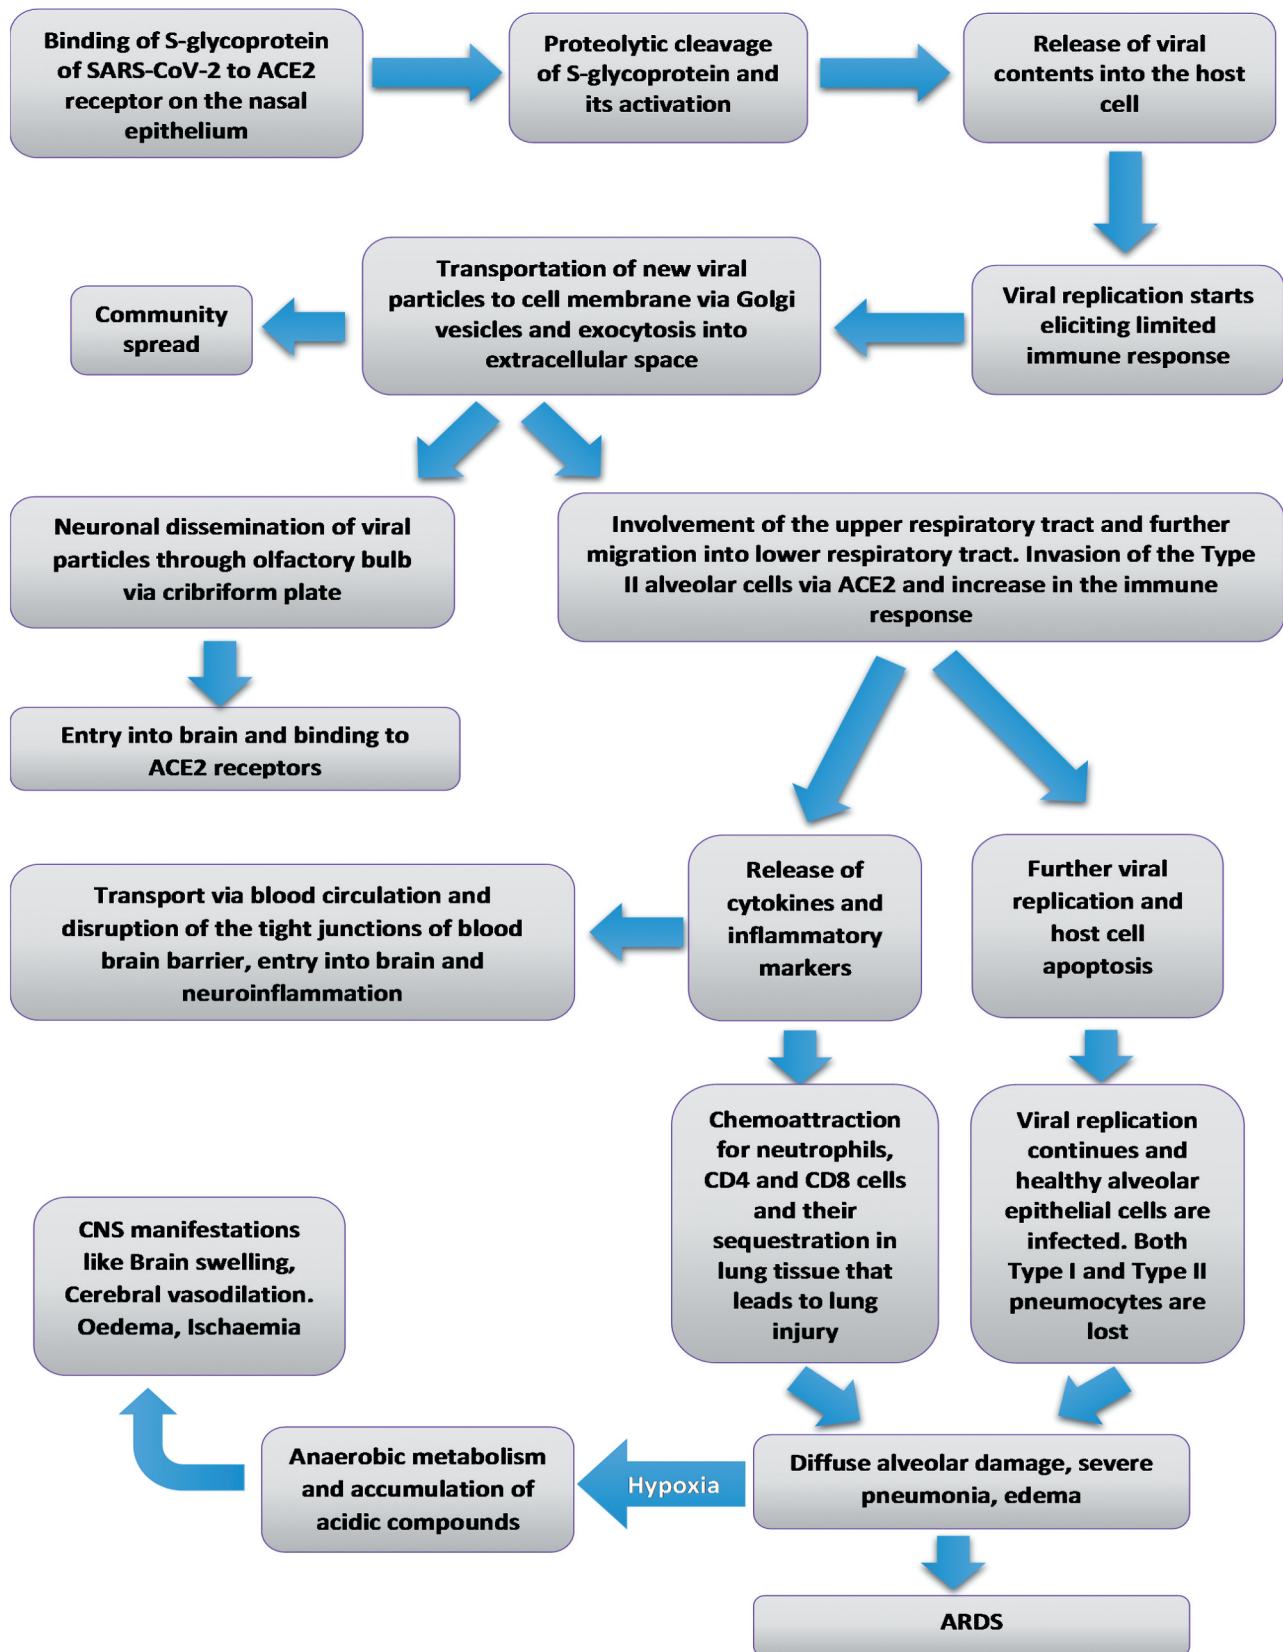 Binding of S-glycoprotein
of SARS-CoV-2 to ACE2
receptor on the nasal
epithelium
Proteolytic cleavage
of S-glycoprotein and
its activation
Release of viral
contents into the host
cell
Community
spread
Transportation of new viral
particles to cell membrane via Golgi
vesicles and exocytosis into
extracellular space
Viral replication starts
eliciting limited
immune response
Neuronal dissemination of viral
particles through olfactory bulb
via cribriform plate
Involvement of the upper respiratory tract and further
migration into lower respiratory tract. Invasion of the Type
II alveolar cells via ACE2 and increase in the immune
response
Entry into brain and binding to
ACE2 receptors
Transport via blood circulation and
disruption of the tight junctions of blood
brain barrier, entry into brain and
neuroinflammation
Release of
cytokines and
inflammatory
markers
Further viral
replication and
host cell
apoptosis
Chemoattraction
for neutrophils,
CD4 and CD8 cells
and their
sequestration in
lung tissue that
leads to lung
injury
Viral replication
continues and
healthy alveolar
epithelial cells are
infected. Both
Type I and Type II
pneumocytes are
lost
CNS manifestations
like Brain swelling,
Cerebral vasodilation.
Oedema, Ischaemia
Anaerobic metabolism
and accumulation of
acidic compounds
Hypoxia
Diffuse alveolar damage, severe
pneumonia, edema
ARDS